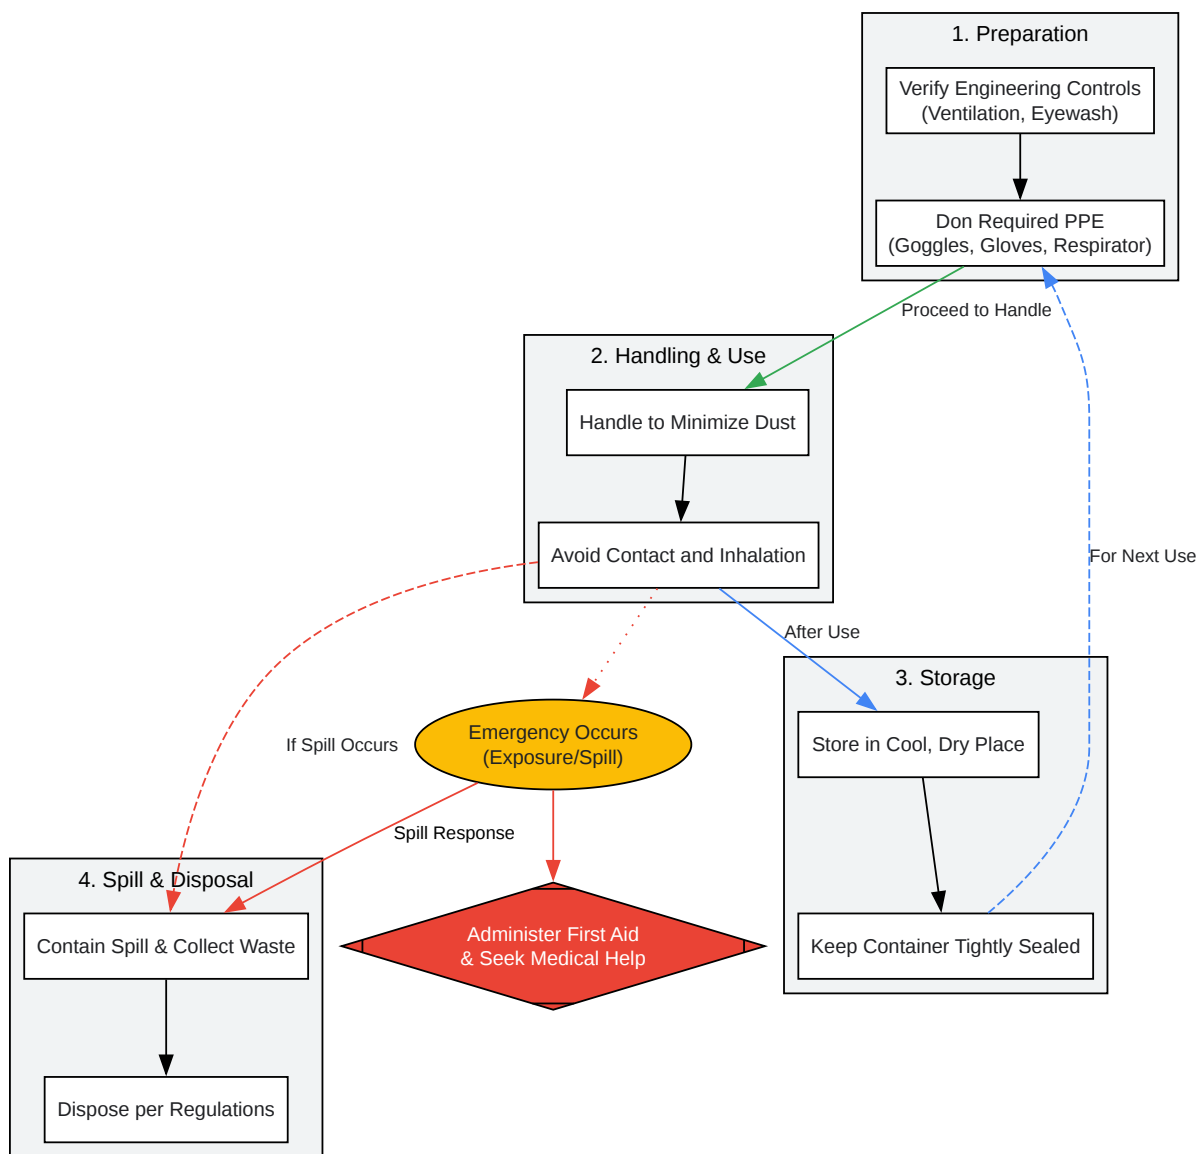 1. Preparation
Verify Engineering Controls
(Ventilation, Eyewash)
Don Required PPE
(Goggles, Gloves, Respirator)
Proceed to Handle
2. Handling & Use
Handle to Minimize Dust
Avoid Contact and Inhalation
For Next Use
After Use
3. Storage
Store in Cool, Dry Place
Keep Container Tightly Sealed
Emergency Occurs
(Exposure/Spill)
If Spill Occurs
Spill Response
Administer First Aid
& Seek Medical Help
4. Spill & Disposal
Contain Spill & Collect Waste
Dispose per Regulations